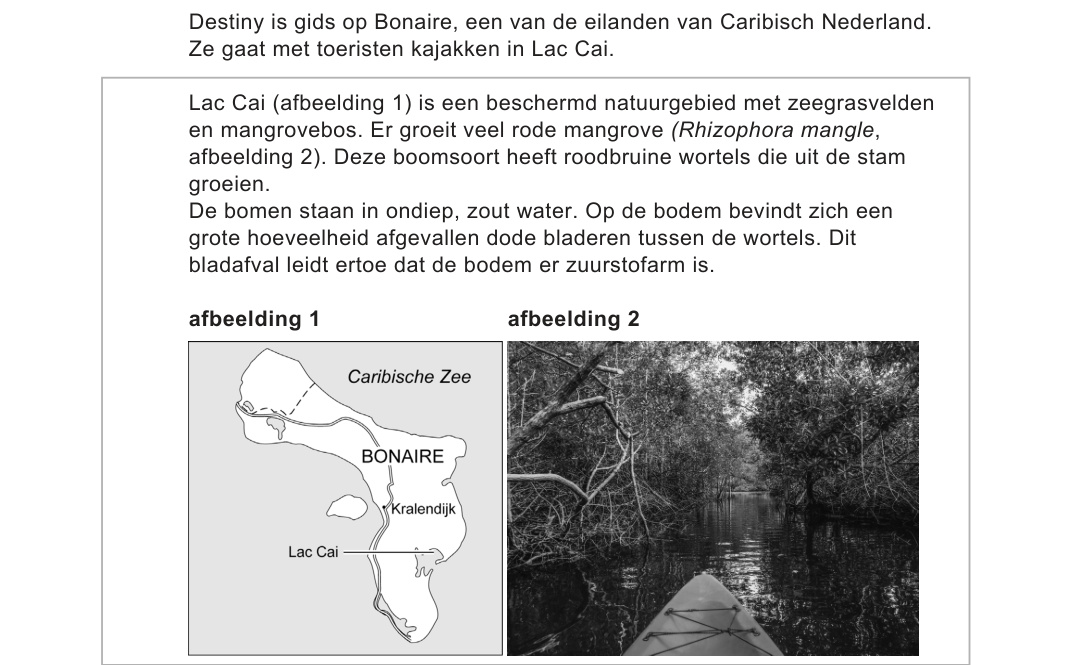 Destiny is gids op Bonaire, een van de eilanden van Caribisch Nederland.
Ze gaat met toeristen kajakken in Lac Cai.
Lac Cai (afbeelding 1) is een beschermd natuurgebied met zeegrasvelden
en mangrovebos. Er groeit veel rode mangrove (Rhizophora mangle,
afbeelding 2). Deze boomsoort heeft roodbruine wortels die uit de stam
groeien.
De bomen staan in ondiep, zout water. Op de bodem bevindt zich een
grote hoeveelheid afgevallen dode bladeren tussen de wortels. Dit
bladafval leidt ertoe dat de bodem er zuurstofarm is.
afbeelding 1
afbeelding 2
Caribische Zee
BONAIRE
Kralendijk
Lac Cai